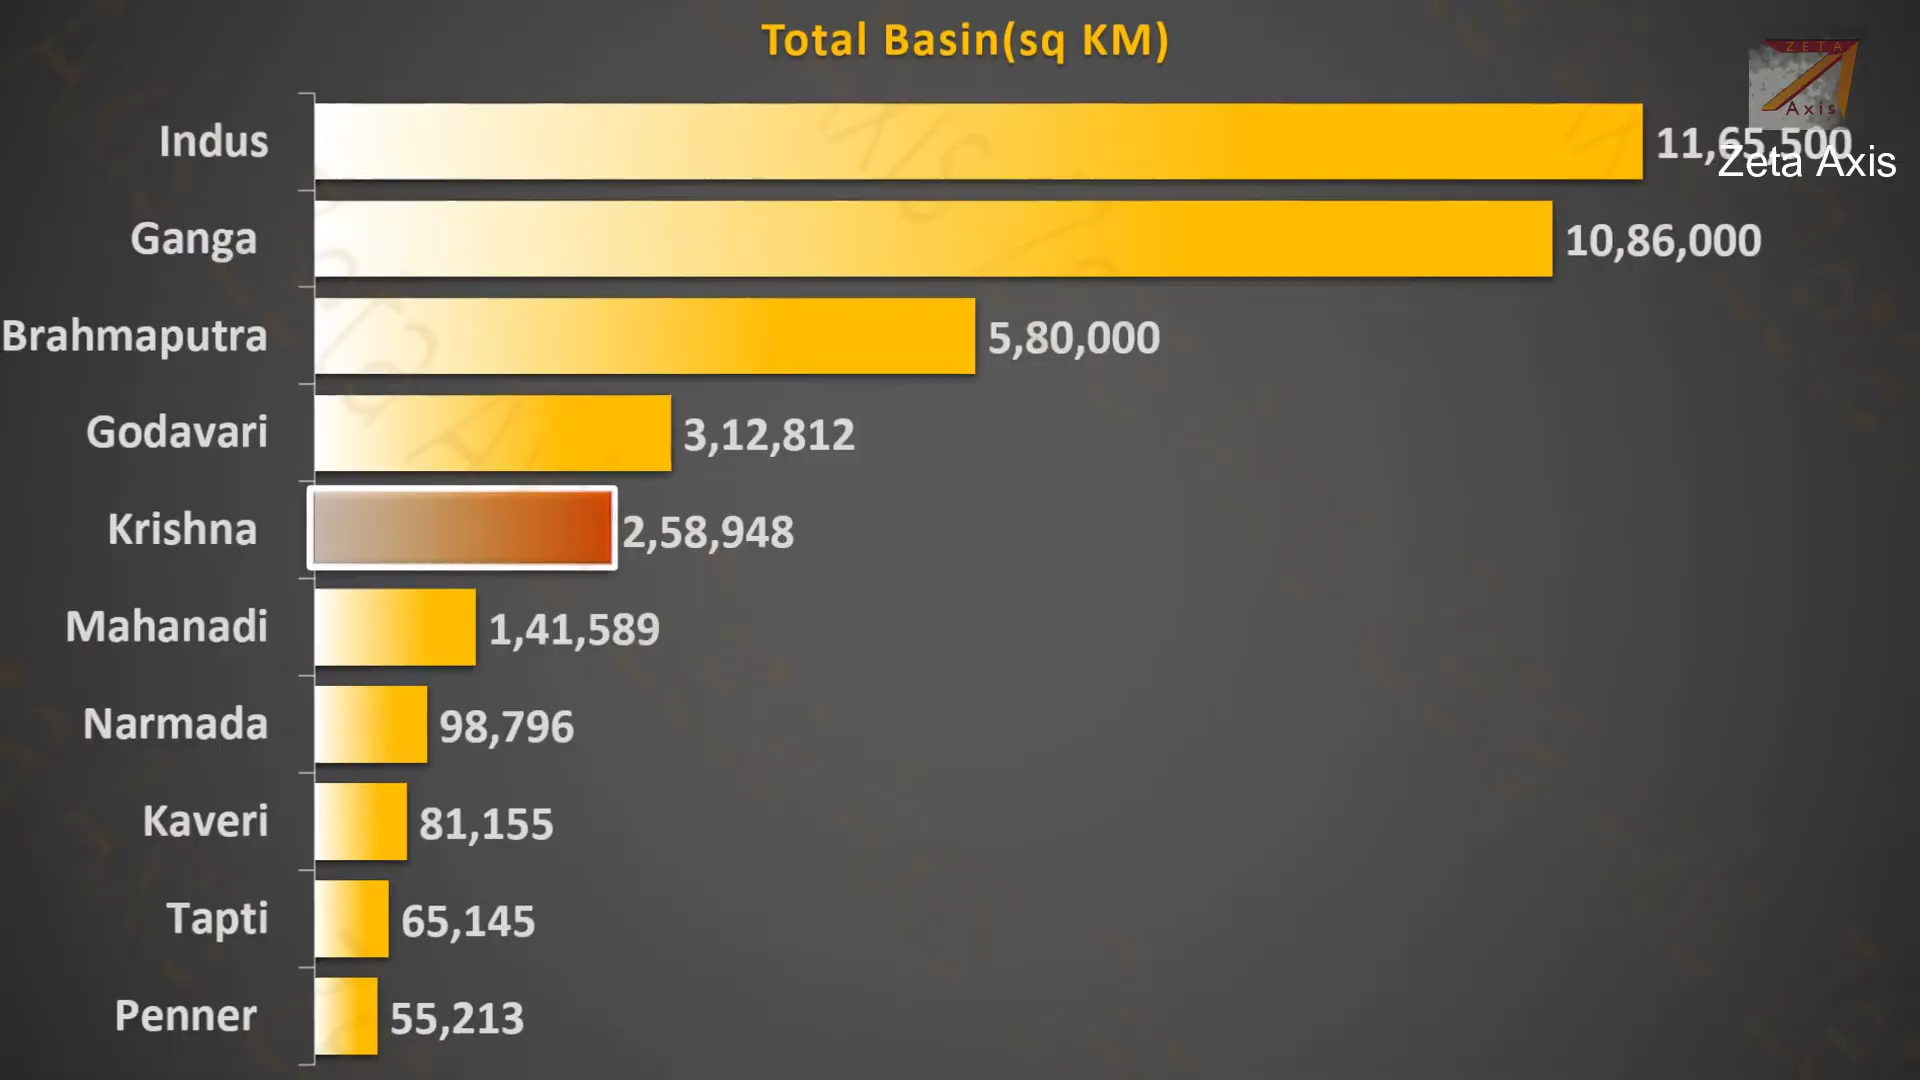 Total Basin(sq KM)
ZETA
Axis
Indus 11,65,500
Zeta Axis
Ganga 10,86,000
Brahmaputra 5,80,000
Godavari 3,12,812
Krishna 2,58,948
Mahanadi 1,41,589
Narmada 98,796
Kaveri 81,155
Tapti 65,145
Penner 55,213